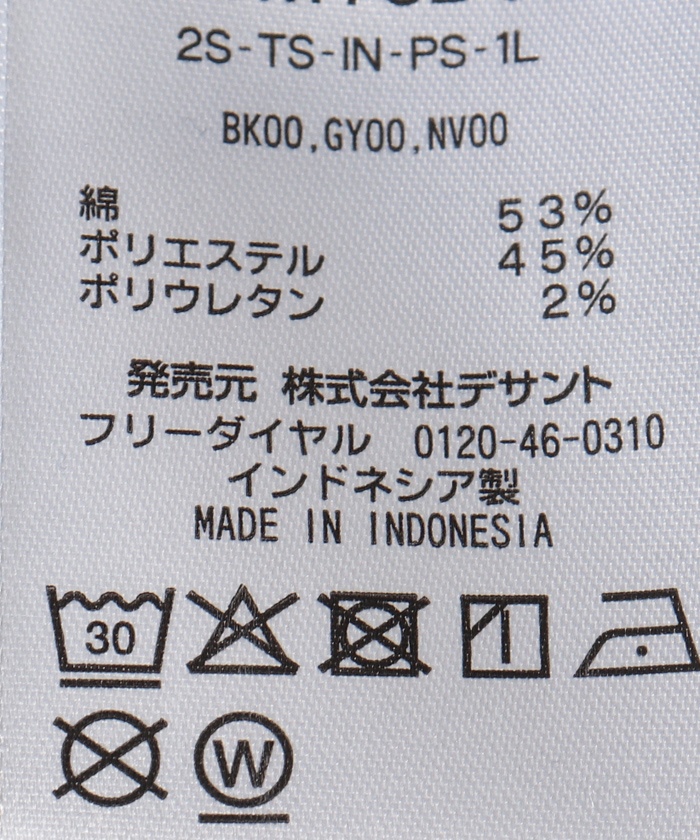 2S-TS-IN-PS-1L
BK00,GY00,NV00
綿 53%
ポリエステル 45%
ポリウレタン 2%
発売元 株式会社デサント
フリーダイヤル 0120-46-0310
インドネシア製
MADE IN INDONESIA
30
W